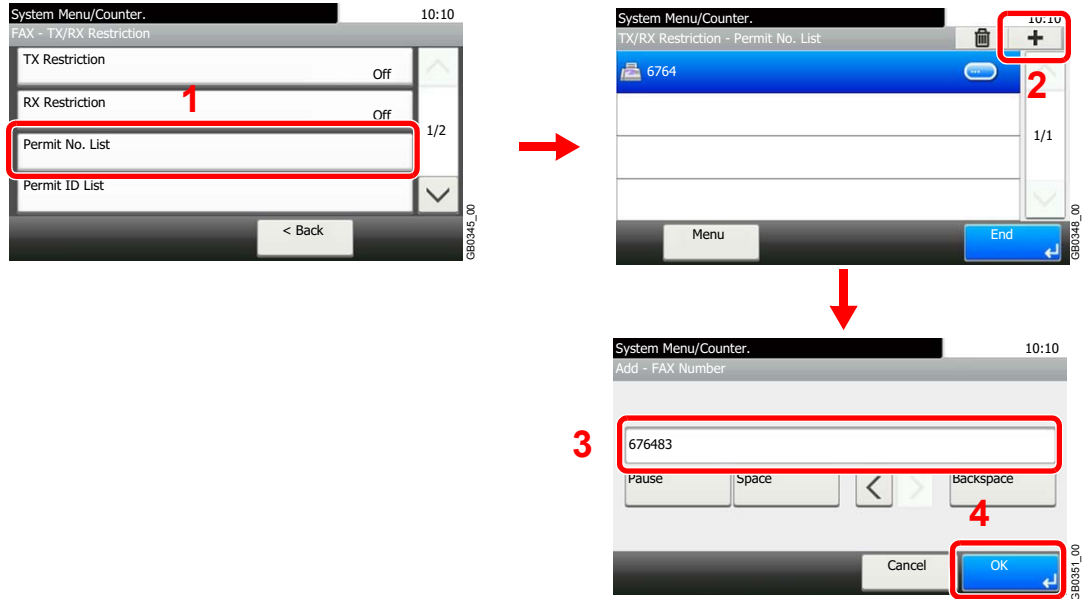 System Menu/Counter.
10:10
FAX - TX/RX Restriction
TX Restriction
Off
RX Restriction
Off
1
Permit No. List
1/2
Permit ID List
< Back
GB0345_00
System Menu/Counter.
10:10
TX/RX Restriction - Permit No. List
2
6764
1/1
Menu
End
GB0348_00
System Menu/Counter.
10:10
Add - FAX Number
3
676483
Pause
Space
Backspace
4
Cancel
OK
GB0351_00